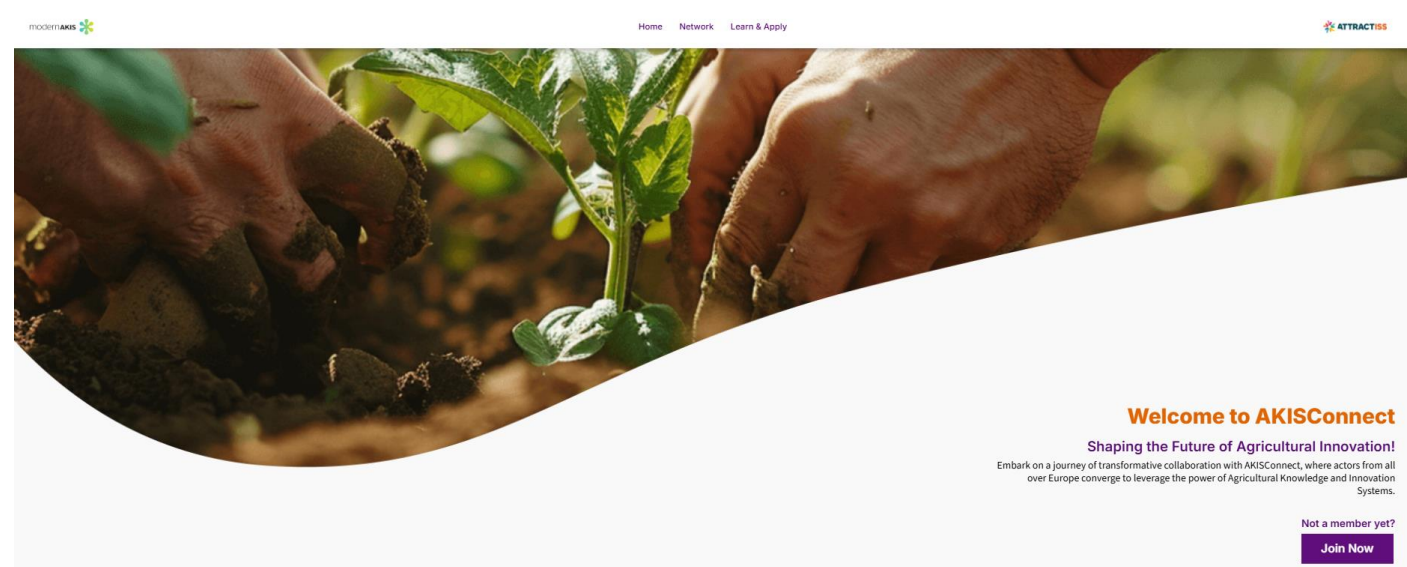 modernAKIS
Home Network Learn & Apply
ATTRACTISS
Welcome to AKISConnect
Shaping the Future of Agricultural Innovation!
Embark on a journey of transformative collaboration with AKISConnect, where actors from all
over Europe converge to leverage the power of Agricultural Knowledge and Innovation
Systems.
Not a member yet?
Join Now